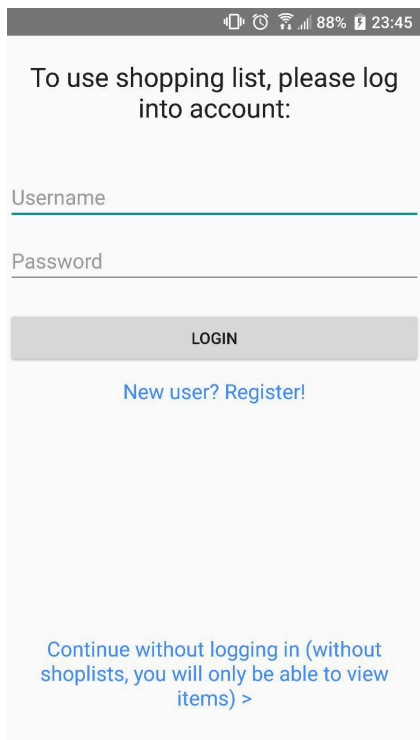 88% 23:45
To use shopping list, please log
into account:
Username
Password
LOGIN
New user? Register!
Continue without logging in (without
shoplists, you will only be able to view
items) >